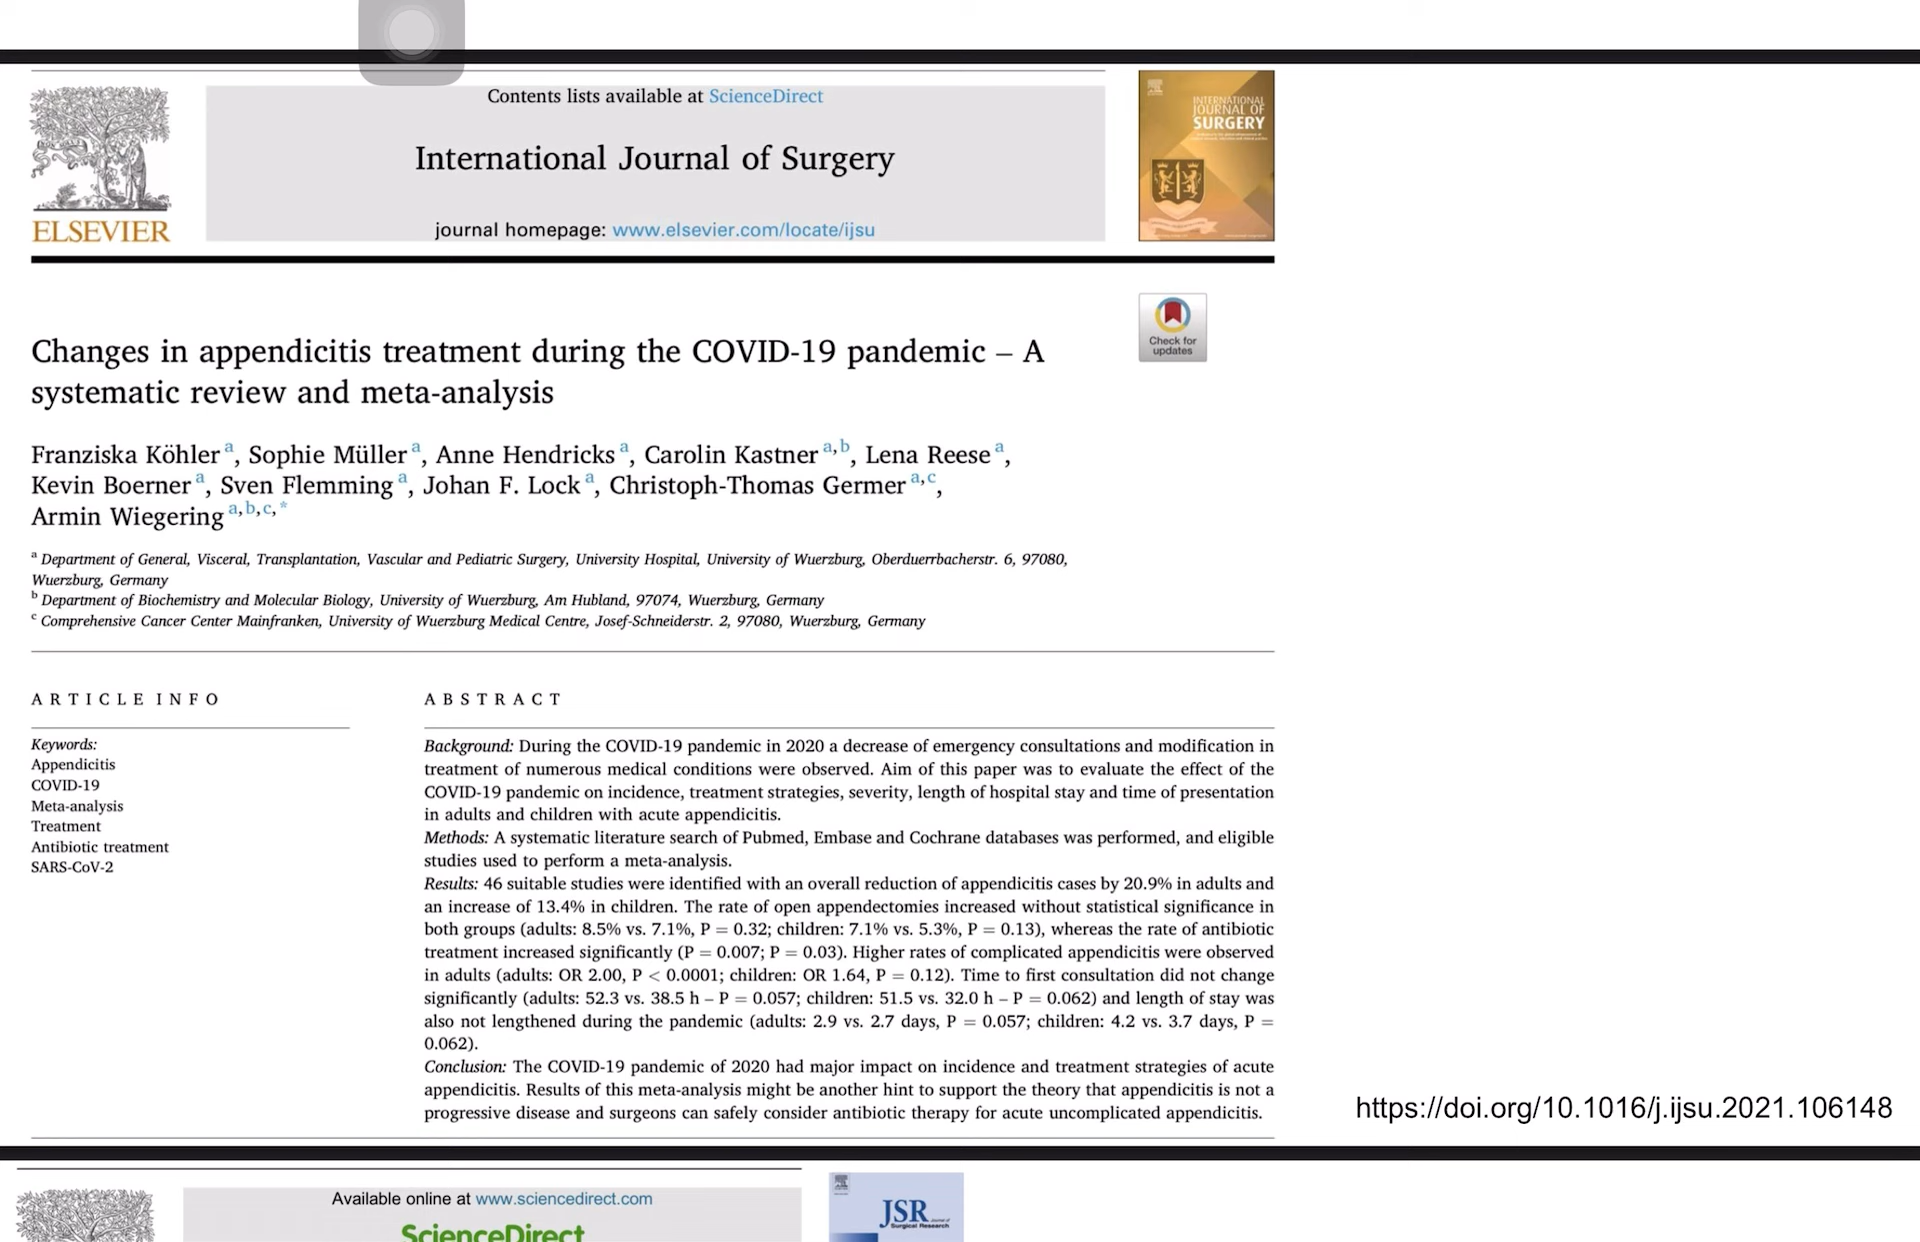 Contents lists available at ScienceDirect
International Journal of Surgery
journal homepage: www.elsevier.com/locate/ijsu
ELSEVIER
INTERNATIONAL
JOURNAL OF
SURGERY
Check for
updates
Changes in appendicitis treatment during the COVID-19 pandemic – A
systematic review and meta-analysis
Franziska Köhler a, Sophie Müller a, Anne Hendricks a, Carolin Kastner a,b, Lena Reese a,
Kevin Boerner a, Sven Flemming a, Johan F. Lock a, Christoph-Thomas Germer a,c,
Armin Wiegering a,b,c,*
a Department of General, Visceral, Transplantation, Vascular and Pediatric Surgery, University Hospital, University of Wuerzburg, Oberduerrbacherstr. 6, 97080,
Wuerzburg, Germany
b Department of Biochemistry and Molecular Biology, University of Wuerzburg, Am Hubland, 97074, Wuerzburg, Germany
c Comprehensive Cancer Center Mainfranken, University of Wuerzburg Medical Centre, Josef-Schneiderstr. 2, 97080, Wuerzburg, Germany
ARTICLE INFO
Keywords:
Appendicitis
COVID-19
Meta-analysis
Treatment
Antibiotic treatment
SARS-CoV-2
ABSTRACT
Background: During the COVID-19 pandemic in 2020 a decrease of emergency consultations and modification in
treatment of numerous medical conditions were observed. Aim of this paper was to evaluate the effect of the
COVID-19 pandemic on incidence, treatment strategies, severity, length of hospital stay and time of presentation
in adults and children with acute appendicitis.
Methods: A systematic literature search of Pubmed, Embase and Cochrane databases was performed, and eligible
studies used to perform a meta-analysis.
Results: 46 suitable studies were identified with an overall reduction of appendicitis cases by 20.9% in adults and
an increase of 13.4% in children. The rate of open appendectomies increased without statistical significance in
both groups (adults: 8.5% vs. 7.1%, P = 0.32; children: 7.1% vs. 5.3%, P = 0.13), whereas the rate of antibiotic
treatment increased significantly (P = 0.007; P = 0.03). Higher rates of complicated appendicitis were observed
in adults (adults: OR 2.00, P < 0.0001; children: OR 1.64, P = 0.12). Time to first consultation did not change
significantly (adults: 52.3 vs. 38.5 h – P = 0.057; children: 51.5 vs. 32.0 h – P = 0.062) and length of stay was
also not lengthened during the pandemic (adults: 2.9 vs. 2.7 days, P = 0.057; children: 4.2 vs. 3.7 days, P =
0.062).
Conclusion: The COVID-19 pandemic of 2020 had major impact on incidence and treatment strategies of acute
appendicitis. Results of this meta-analysis might be another hint to support the theory that appendicitis is not a
progressive disease and surgeons can safely consider antibiotic therapy for acute uncomplicated appendicitis.
https://doi.org/10.1016/j.ijsu.2021.106148
Available online at www.sciencedirect.com
ScienceDirect
JSR
Journal of
Surgical Research